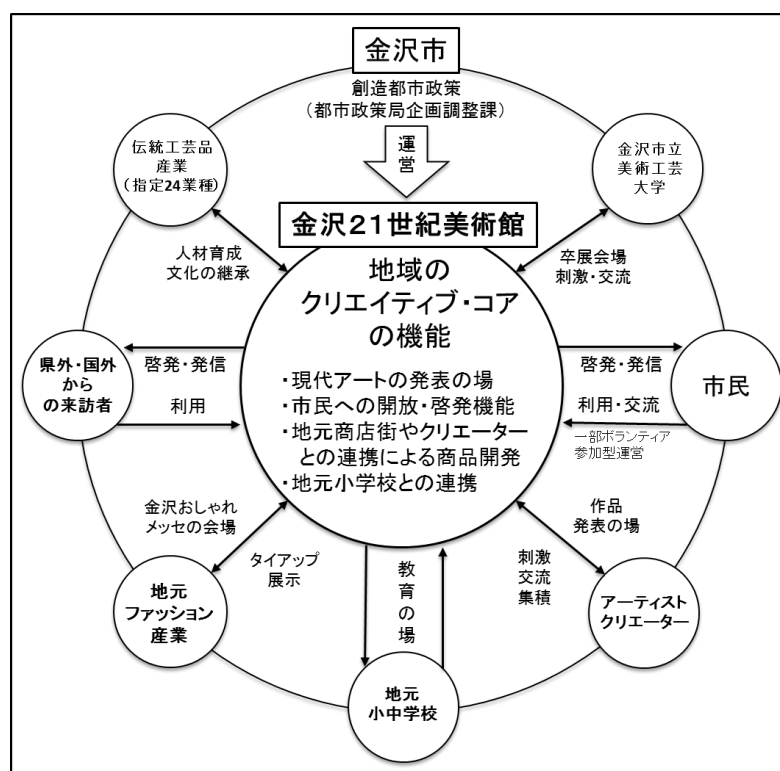 金沢市
創造都市政策
(都市政策局企画調整課)
運営
伝統工芸品
産業
(指定24業種)
金沢市立
美術工芸
大学
金沢21世紀美術館
人材育成
文化の継承
卒展会場
刺激・交流
地域の
クリエイティブ・コア
の機能
・現代アートの発表の場
・市民への開放・啓発機能
・地元商店街やクリエーター
との連携による商品開発
・地元小学校との連携
県外・国外
から
の来訪者
啓発・発信
利用
啓発・発信
利用・交流
一部ボランティア
参加型運営
市民
金沢おしゃれ
メッセの会場
タイアップ
展示
教育の場
作品
発表の場
刺激
交流
集積
地元
ファッション
産業
アーティスト
クリエーター
地元
小中学校